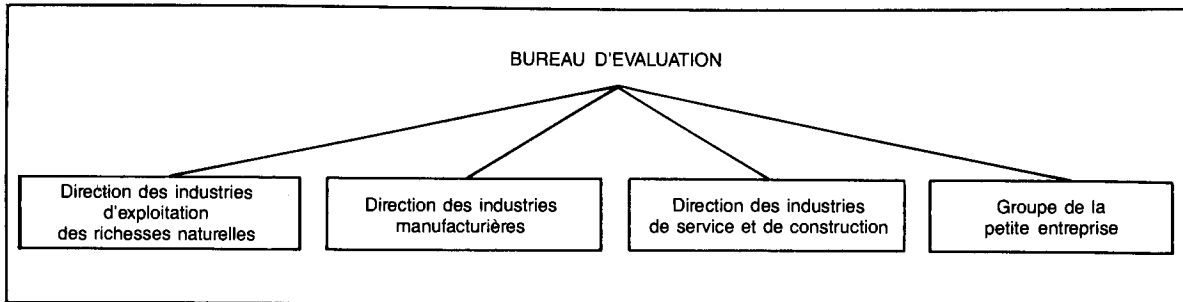 BUREAU D'EVALUATION
Direction des industries
d'exploitation
des richesses naturelles
Direction des industries
manufacturières
Direction des industries
de service et de construction
Groupe de la
petite entreprise